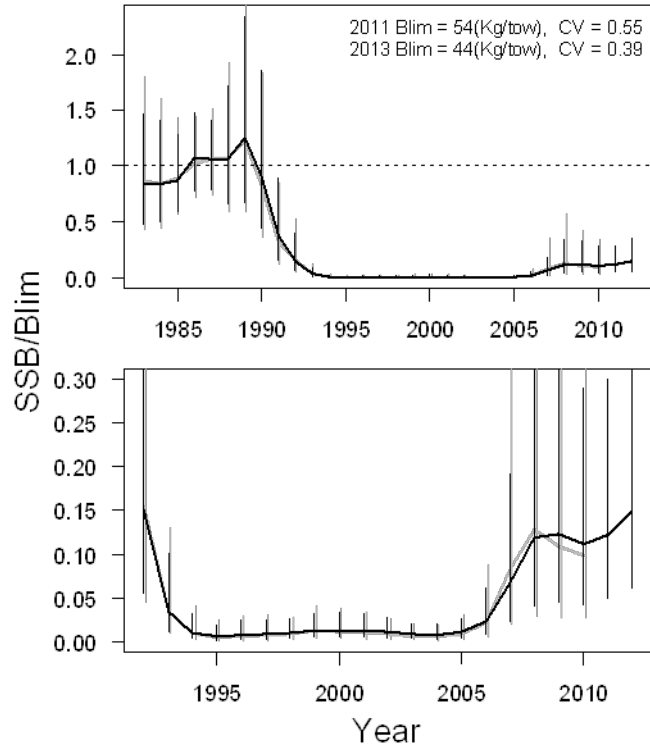 2011 Blim = 54(Kg/tow), CV = 0.55
2013 Blim = 44(Kg/tow), CV = 0.39
2.0
1.5
1.0
0.5
0.0
1985 1990 1995 2000 2005 2010
SSB/Blim
0.30
0.25
0.20
0.15
0.10
0.05
0.00
1995 2000 2005 2010
Year